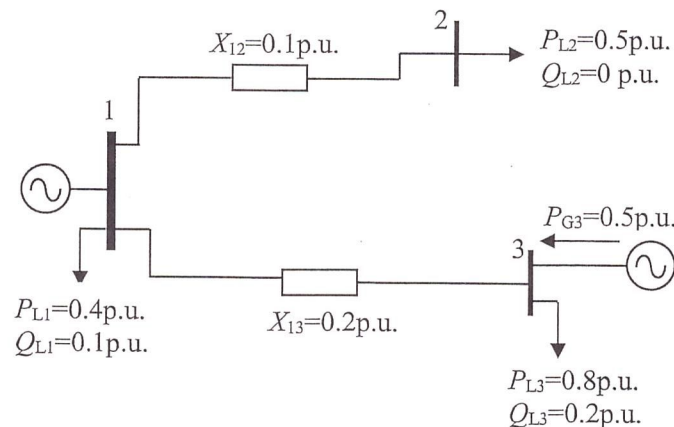 X12=0.1p.u.
2
PL2=0.5p.u.
QL2=0 p.u.
1
PG3=0.5p.u.
3
PL1=0.4p.u.
QL1=0.1p.u.
X13=0.2p.u.
PL3=0.8p.u.
QL3=0.2p.u.